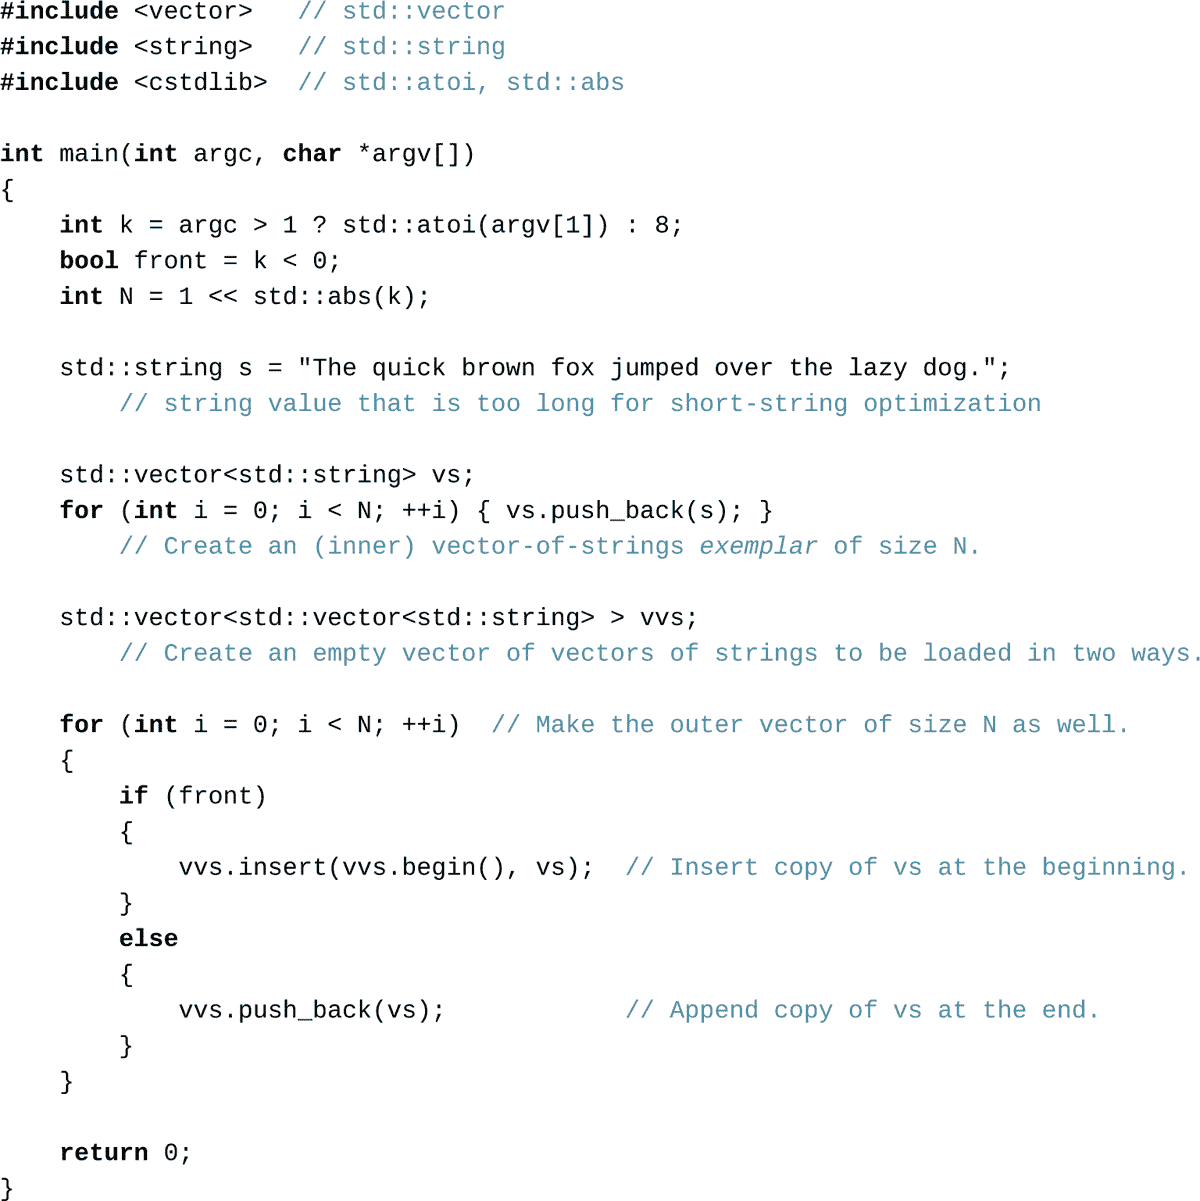 #include <vector>   // std::vector
#include <string>   // std::string
#include <cstdlib>  // std::atoi, std::abs

int main(int argc, char *argv[])
{
    int k = argc > 1 ? std::atoi(argv[1]) : 8;
    bool front = k < 0;
    int N = 1 << std::abs(k);

    std::string s = "The quick brown fox jumped over the lazy dog.";
        // string value that is too long for short-string optimization

    std::vector<std::string> vs;
    for (int i = 0; i < N; ++i) { vs.push_back(s); }
        // Create an (inner) vector-of-strings exemplar of size N.

    std::vector<std::vector<std::string> > vvs;
        // Create an empty vector of vectors of strings to be loaded in two ways.

    for (int i = 0; i < N; ++i)  // Make the outer vector of size N as well.
    {
        if (front)
        {
            vvs.insert(vvs.begin(), vs);  // Insert copy of vs at the beginning.
        }
        else
        {
            vvs.push_back(vs);            // Append copy of vs at the end.
        }
    }

    return 0;
}